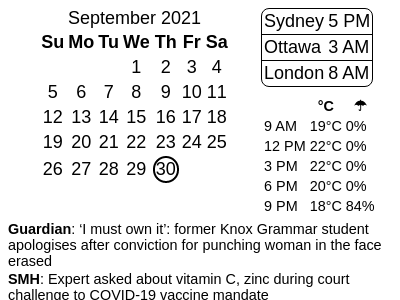 September 2021
Su Mo Tu We Th Fr Sa
1 2 3 4
5 6 7 8 9 10 11
12 13 14 15 16 17 18
19 20 21 22 23 24 25
26 27 28 29 30
Sydney 5 PM
Ottawa 3 AM
London 8 AM
°C ☂
9 AM 19°C 0%
12 PM 22°C 0%
3 PM 22°C 0%
6 PM 20°C 0%
9 PM 18°C 84%
Guardian: ‘I must own it’: former Knox Grammar student
apologises after conviction for punching woman in the face
erased
SMH: Expert asked about vitamin C, zinc during court
challenge to COVID-19 vaccine mandate